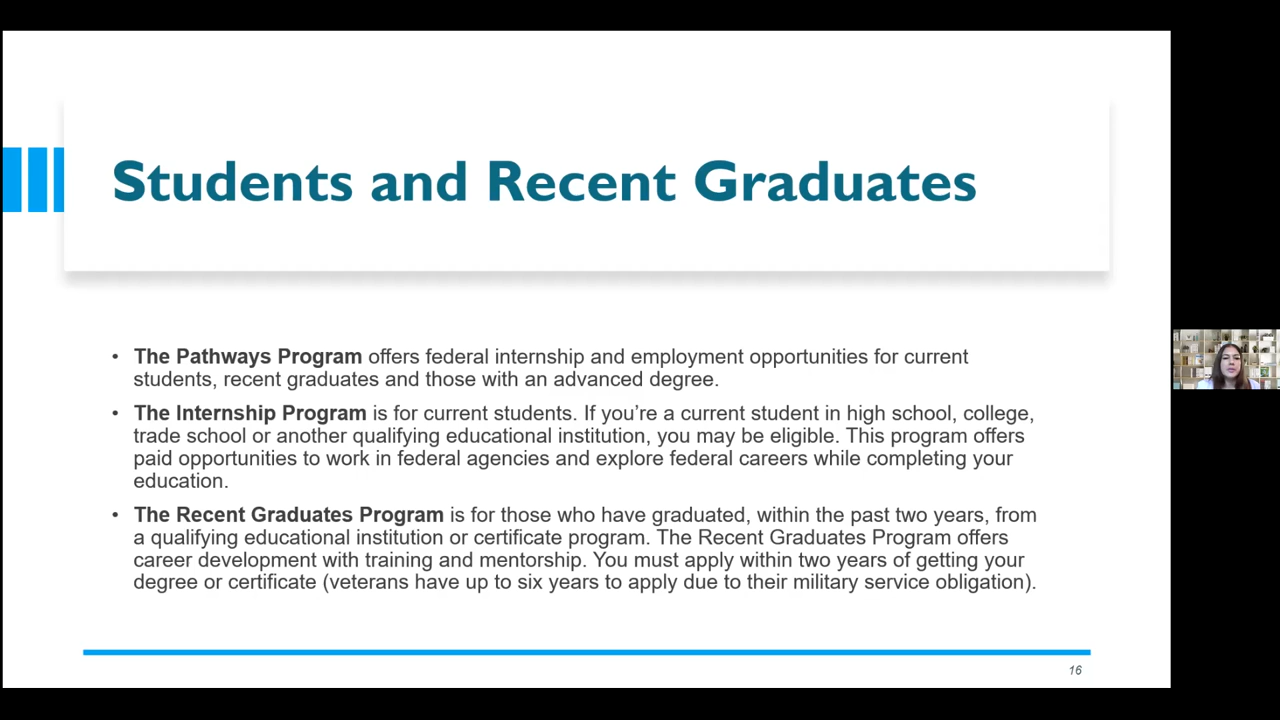 Students and Recent Graduates
• The Pathways Program offers federal internship and employment opportunities for current
students, recent graduates and those with an advanced degree.
• The Internship Program is for current students. If you’re a current student in high school, college,
trade school or another qualifying educational institution, you may be eligible. This program offers
paid opportunities to work in federal agencies and explore federal careers while completing your
education.
• The Recent Graduates Program is for those who have graduated, within the past two years, from
a qualifying educational institution or certificate program. The Recent Graduates Program offers
career development with training and mentorship. You must apply within two years of getting your
degree or certificate (veterans have up to six years to apply due to their military service obligation).
16